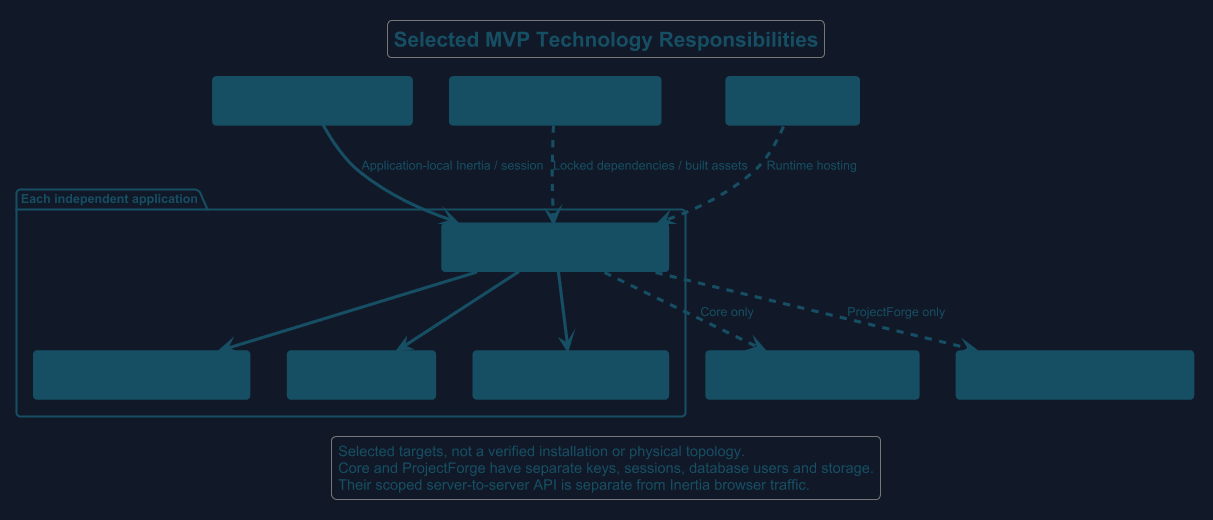 Selected MVP Technology Responsibilities
Application-local Inertia / session
Locked dependencies / built assets
Runtime hosting
Each independent application
Core only
ProjectForge only
Selected targets, not a verified installation or physical topology.
Core and ProjectForge have separate keys, sessions, database users and storage.
Their scoped server-to-server API is separate from Inertia browser traffic.